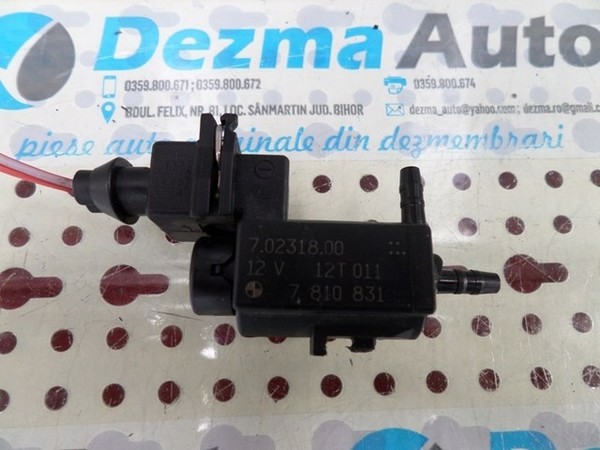 Dezma Auto
0359.800.671; 0359.800.672
0359.800.674
BOUL. FELIX, NR. 81, LOC. SÂNMARTIN JUD. BIHOR
dezma_auto@yahoo.com; dezma.ro@gmail.com
piese auto originale din dezmembrari
7.02318.00
12 V 12T 011
7 810 831